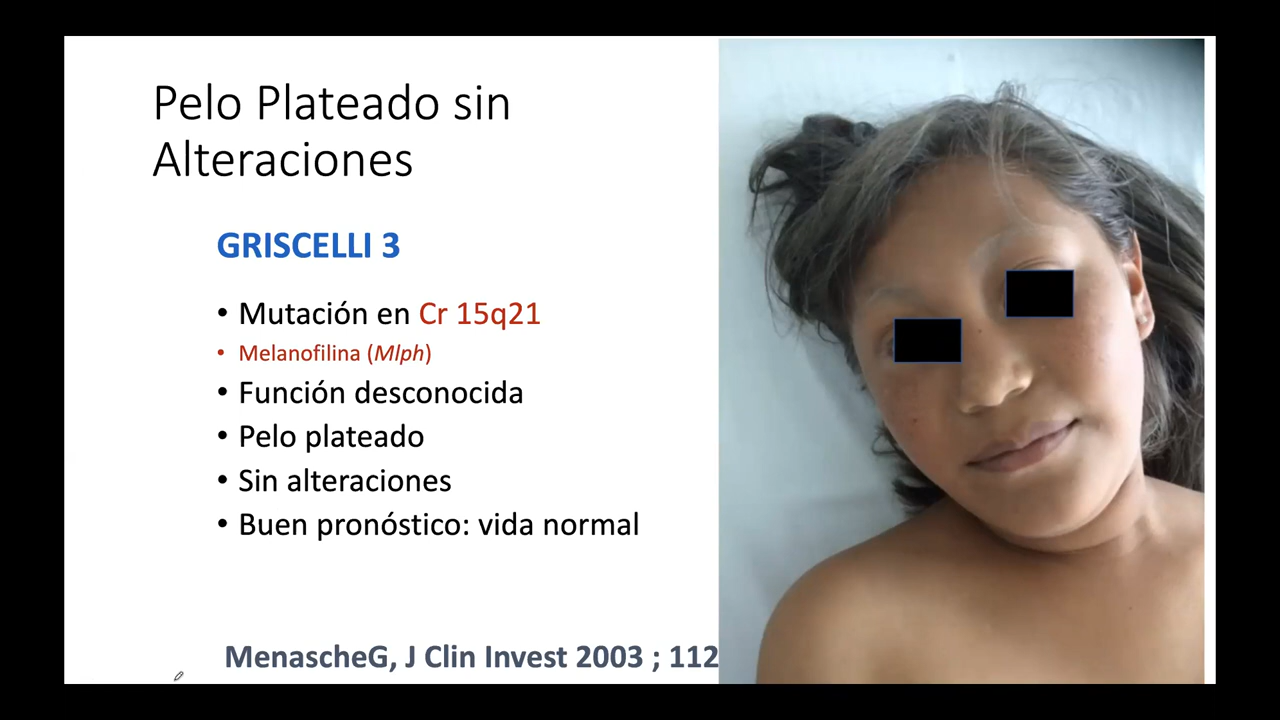 Pelo Plateado sin
Alteraciones
GRISCELLI 3
• Mutación en Cr 15q21
• Melanofilina (Mlph)
• Función desconocida
• Pelo plateado
• Sin alteraciones
• Buen pronóstico: vida normal
MenascheG, J Clin Invest 2003 ; 112